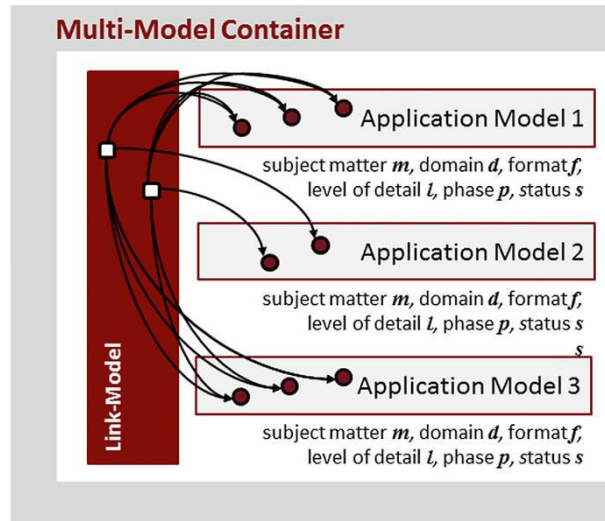 Multi-Model Container
Application Model 1
subject matter m, domain d, format f,
level of detail l, phase p, status s
Application Model 2
subject matter m, domain d, format f,
level of detail l, phase p, status s
s
Application Model 3
subject matter m, domain d, format f,
level of detail l, phase p, status s
Link-Model